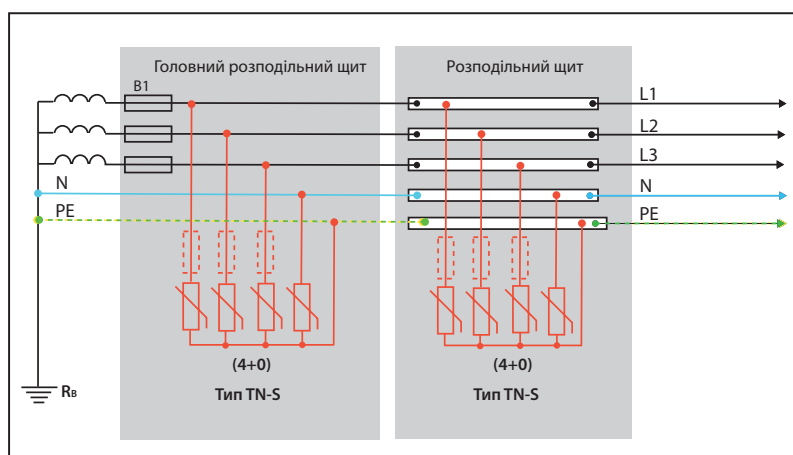 Головний розподільний щит
Розподільний щит
B1
L1
L2
L3
N
N
PE
PE
(4+0)
(4+0)
Тип TN-S
Тип TN-S
RB